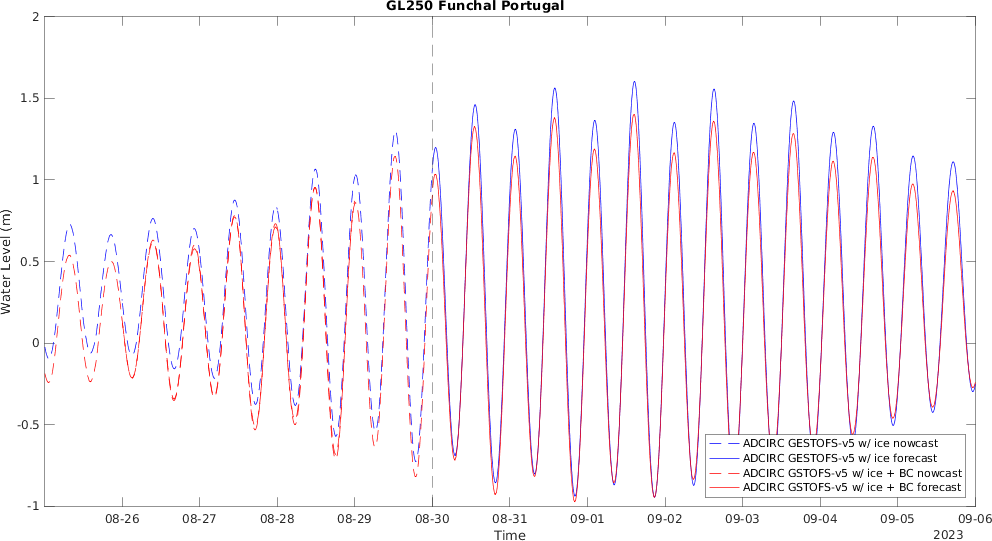 GL250 Funchal Portugal
2
1.5
1
0.5
0
-0.5
-1
Water Level (m)
08-26 08-27 08-28 08-29 08-30 08-31 09-01 09-02 09-03 09-04 09-05 09-06
Time
2023
ADCIRC GESTOFS-v5 w/ ice nowcast
ADCIRC GESTOFS-v5 w/ ice forecast
ADCIRC GSTOFS-v5 w/ ice + BC nowcast
ADCIRC GSTOFS-v5 w/ ice + BC forecast